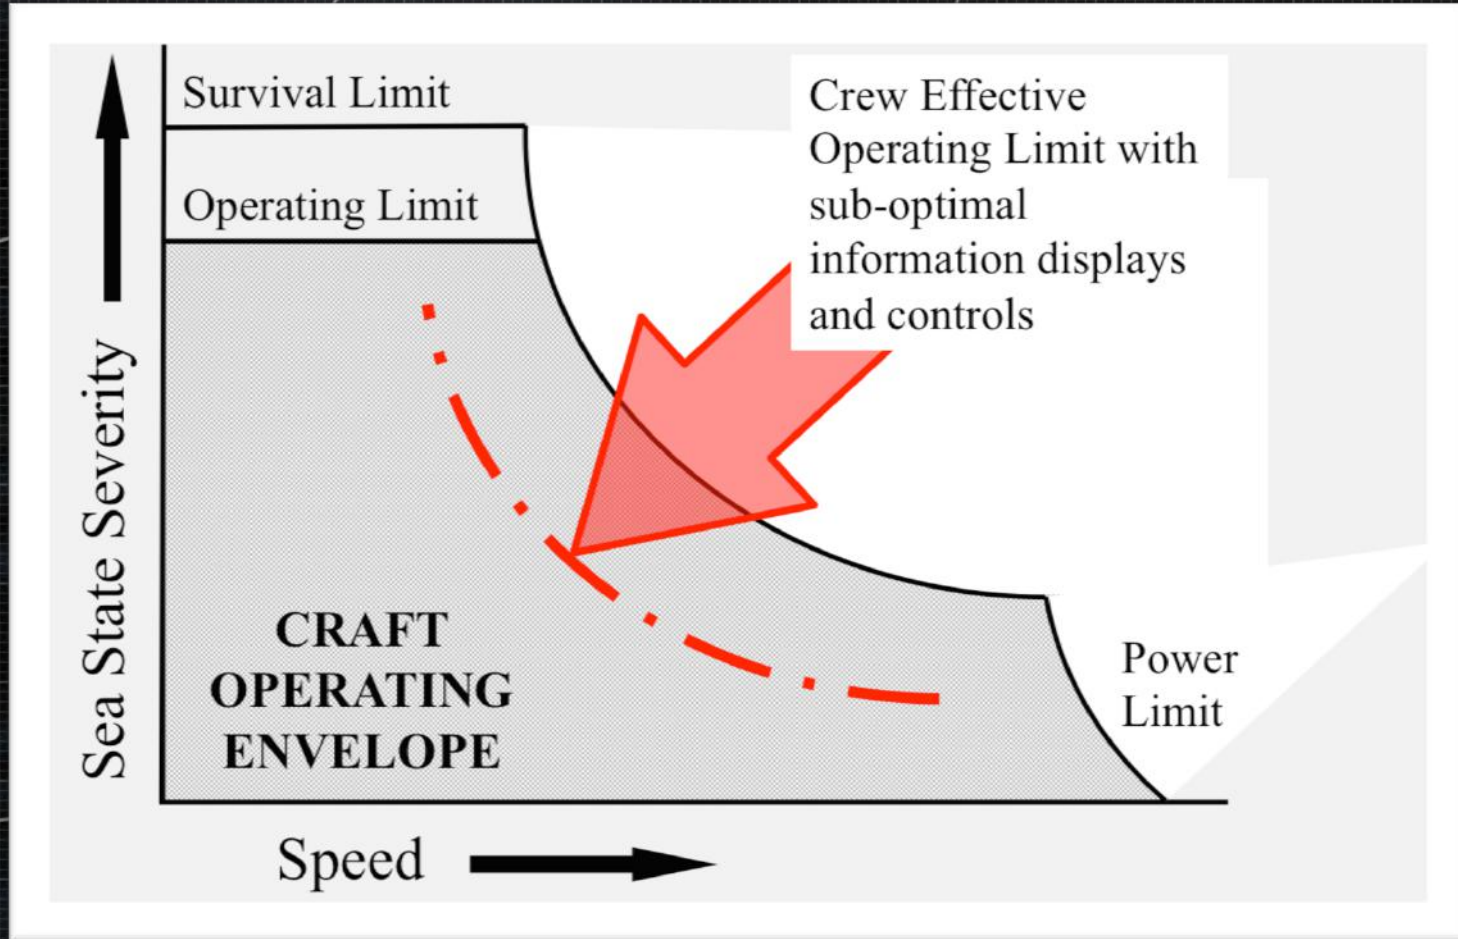 Survival Limit
Operating Limit
Crew Effective
Operating Limit with
sub-optimal
information displays
and controls
Sea State Severity
CRAFT
OPERATING
ENVELOPE
Power
Limit
Speed